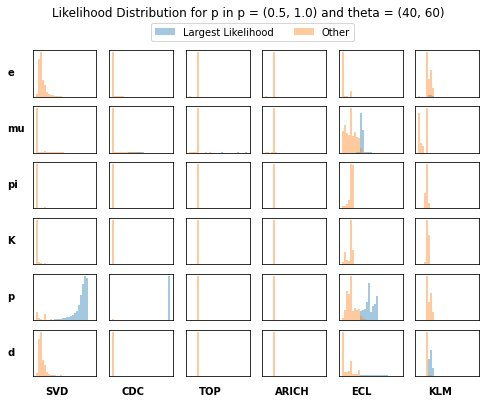 Likelihood Distribution for p in p = (0.5, 1.0) and theta = (40, 60)
Largest Likelihood Other
e
mu
pi
K
p
d
SVD CDC TOP ARICH ECL KLM